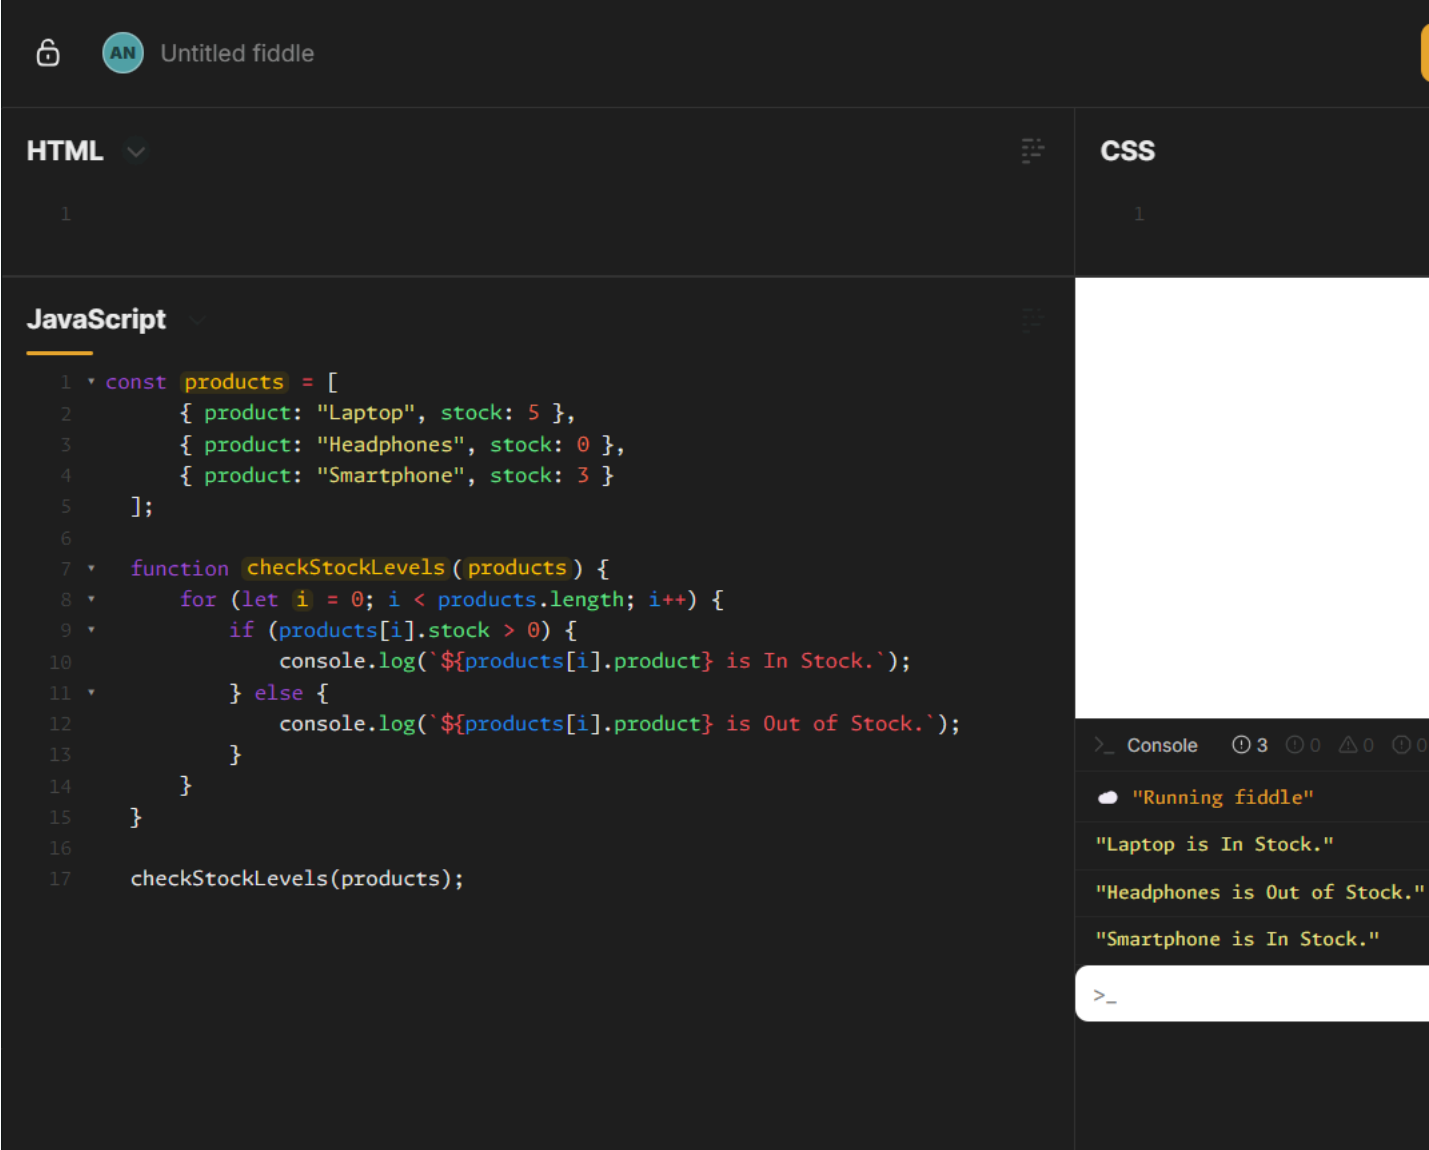 AN Untitled fiddle
HTML
1
CSS
1
JavaScript
1 const products = [
2 { product: "Laptop", stock: 5 },
3 { product: "Headphones", stock: 0 },
4 { product: "Smartphone", stock: 3 }
5 ];
6
7 function checkStockLevels(products) {
8 for (let i = 0; i < products.length; i++) {
9 if (products[i].stock > 0) {
10 console.log(`${products[i].product} is In Stock.`);
11 } else {
12 console.log(`${products[i].product} is Out of Stock.`);
13 }
14 }
15 }
16
17 checkStockLevels(products);
>_ Console 3 0 0 0
"Running fiddle"
"Laptop is In Stock."
"Headphones is Out of Stock."
"Smartphone is In Stock."
>_